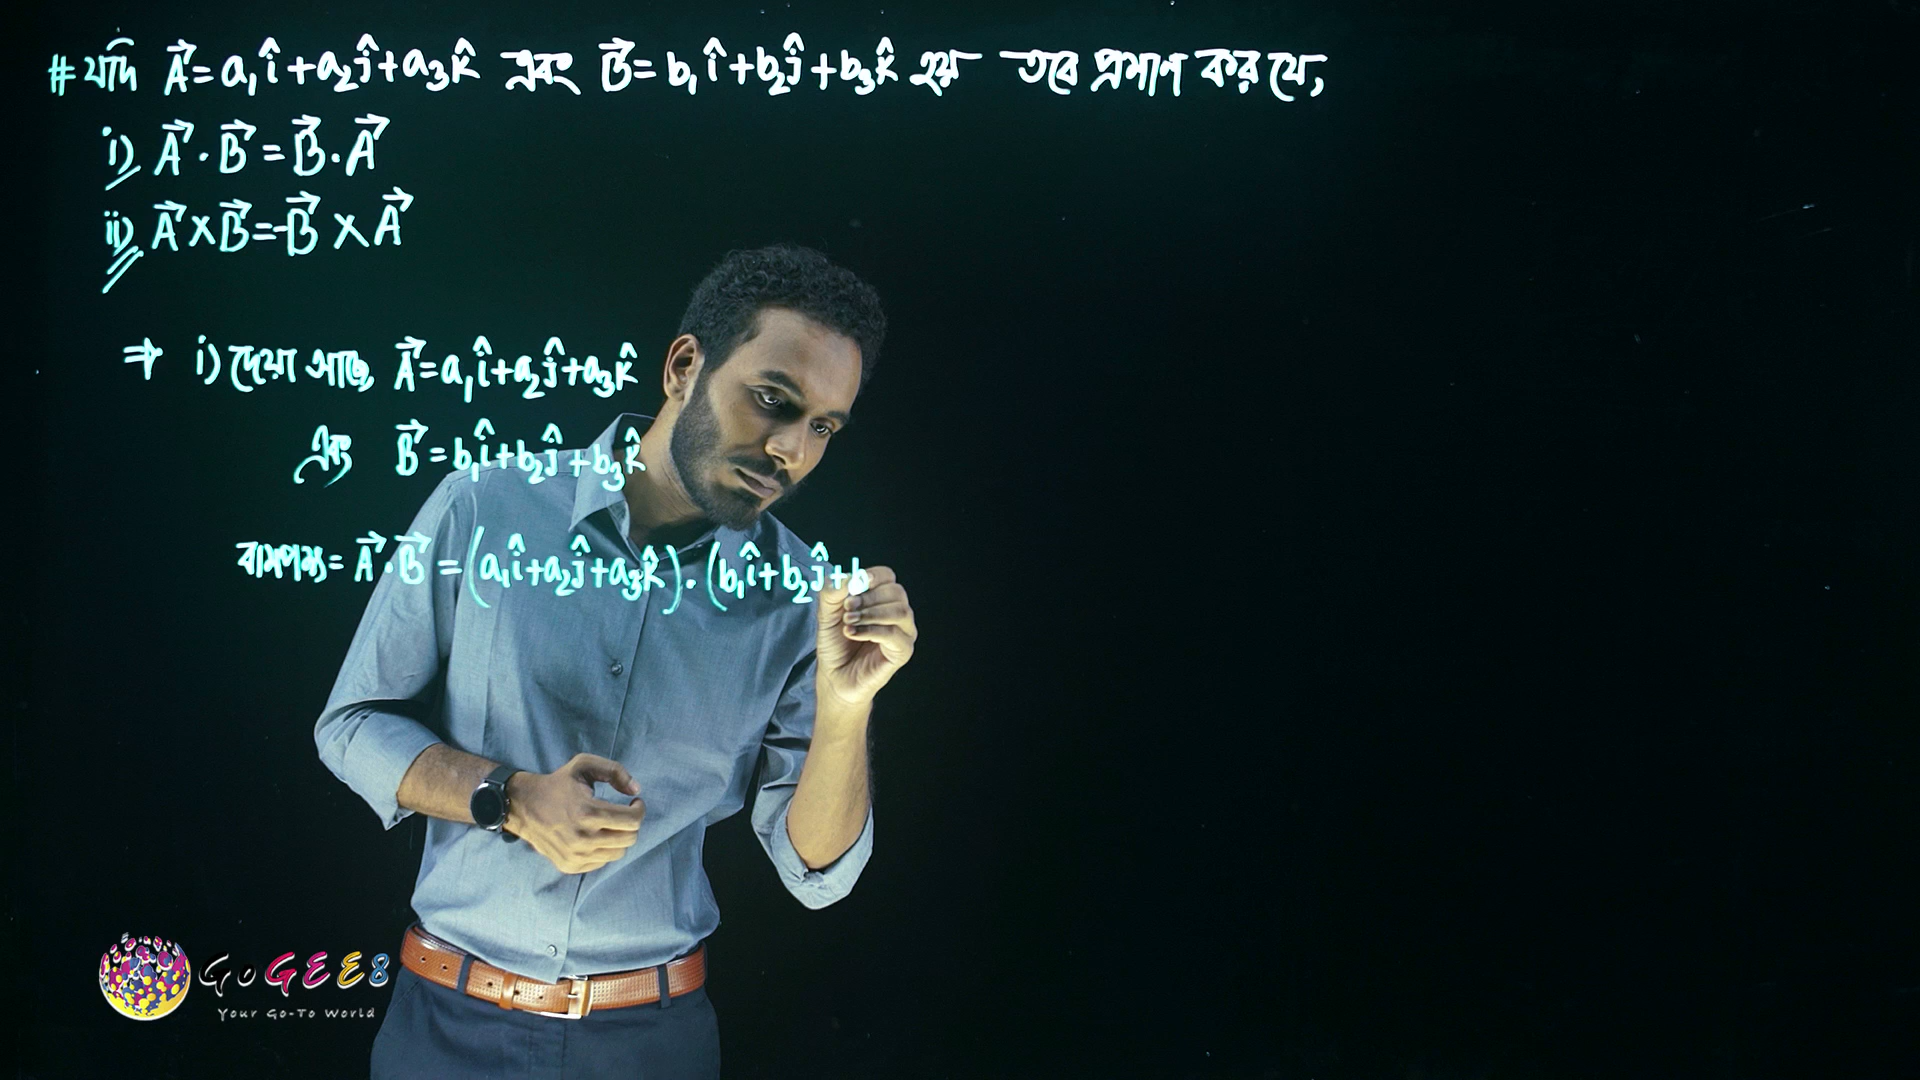 # যদি A⃗ = a₁î + a₂ĵ + a₃k̂ এবং B⃗ = b₁î + b₂ĵ + b₃k̂ হয় তবে প্রমাণ কর যে,
i) A⃗ . B⃗ = B⃗ . A⃗
ii) A⃗ × B⃗ = -B⃗ × A⃗
⇒ i) দেয়া আছে, A⃗ = a₁î + a₂ĵ + a₃k̂
এবং B⃗ = b₁î + b₂ĵ + b₃k̂
বামপক্ষ = A⃗ . B⃗ = (a₁î + a₂ĵ + a₃k̂) . (b₁î + b₂ĵ + b
GoGEE8
Your Go-To World